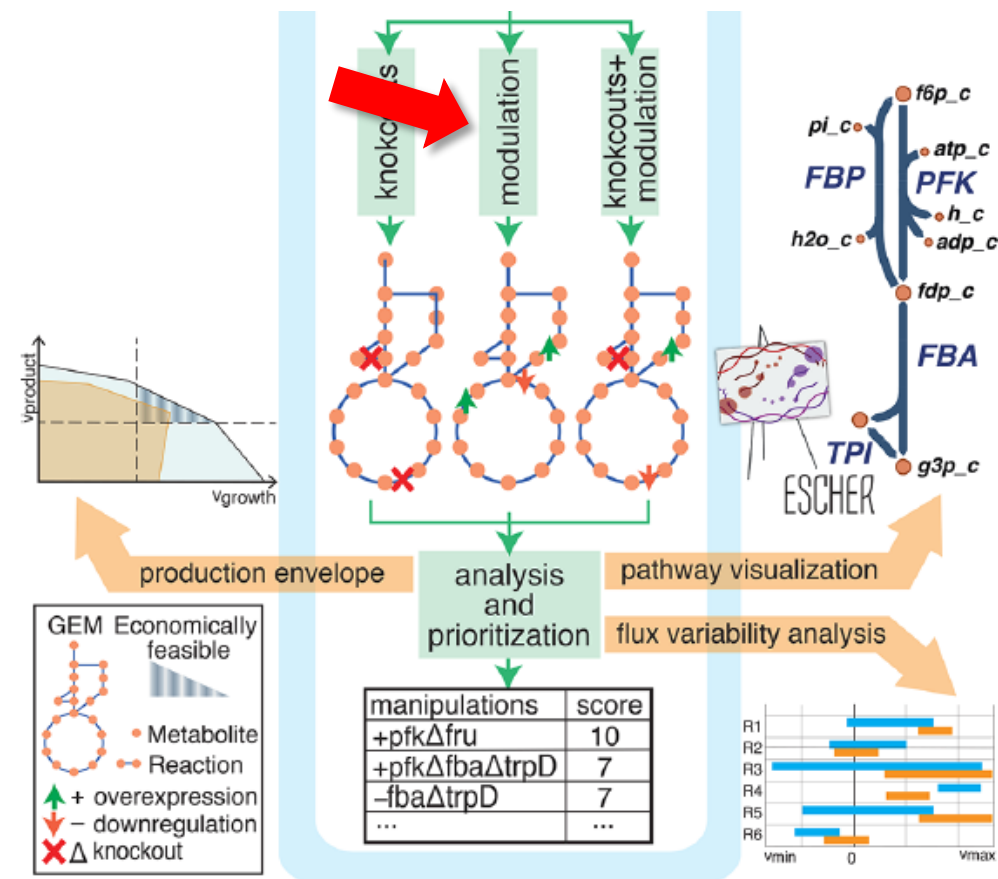 modulation
knokcouts+
modulation
f6p_c
pi_c
atp_c
FBP
PFK
h_c
h2o_c
adp_c
fdp_c
FBA
TPI
g3p_c
ESCHER
vproduct
vgrowth
production envelope
analysis
and
prioritization
pathway visualization
flux variability analysis
GEM
Economically
feasible
Metabolite
Reaction
+ overexpression
− downregulation
Δ knockout
manipulations score
+pfkΔfru 10
+pfkΔfbaΔtrpD 7
−fbaΔtrpD 7
... ...
R1
R2
R3
R4
R5
R6
vmin 0 vmax